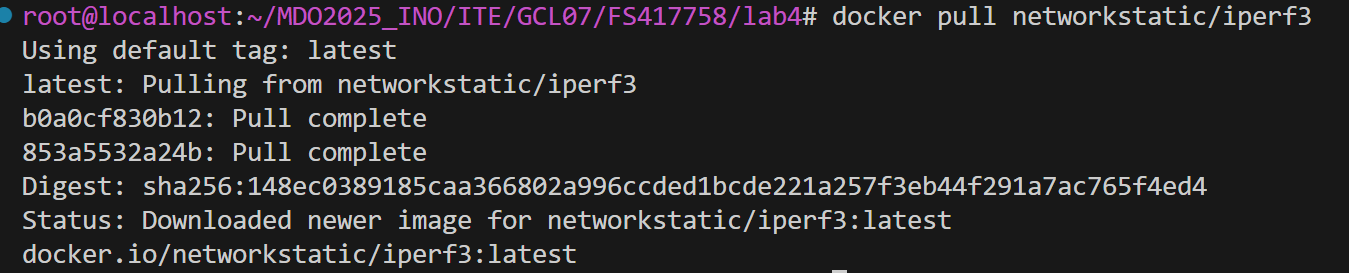 root@localhost:~/MDO2025_INO/ITE/GCL07/FS417758/lab4# docker pull networkstatic/iperf3
Using default tag: latest
latest: Pulling from networkstatic/iperf3
b0a0cf830b12: Pull complete
853a5532a24b: Pull complete
Digest: sha256:148ec0389185caa366802a996ccded1bcde221a257f3eb44f291a7ac765f4ed4
Status: Downloaded newer image for networkstatic/iperf3:latest
docker.io/networkstatic/iperf3:latest